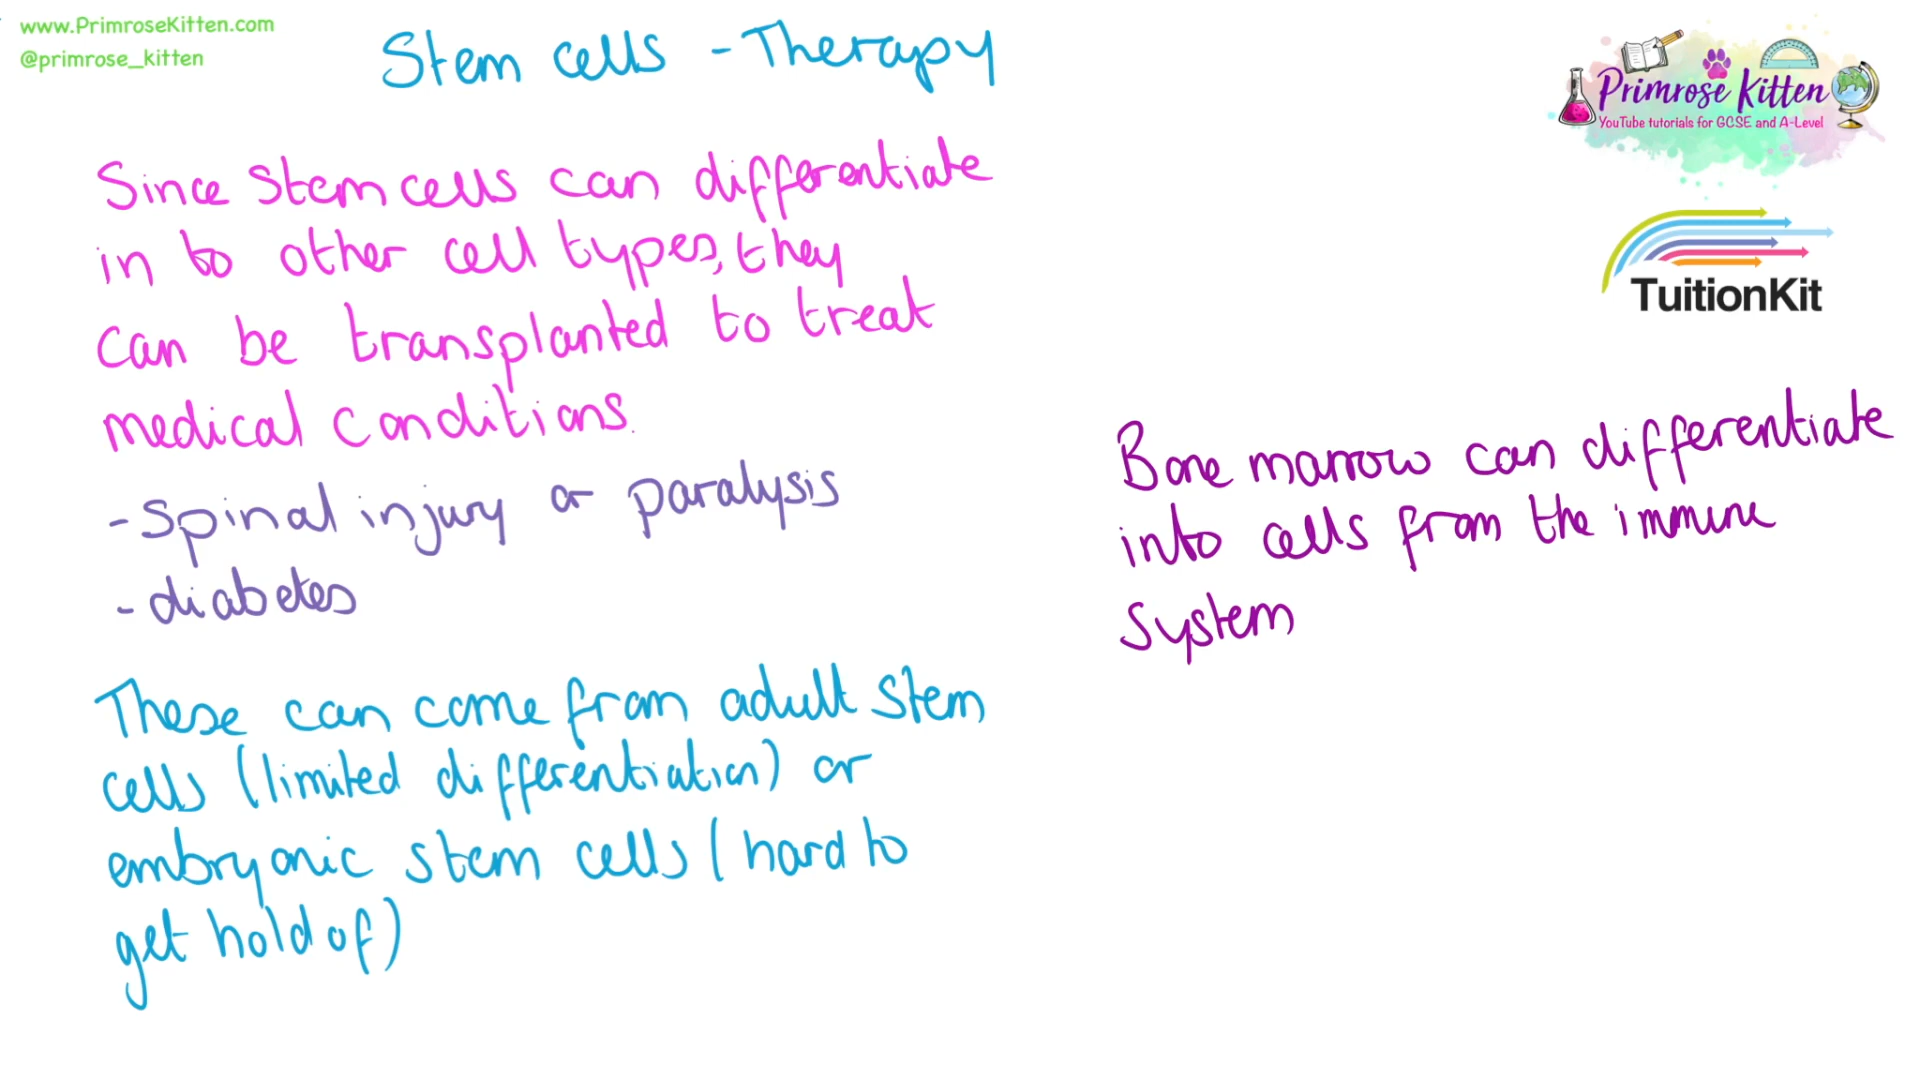 www.PrimroseKitten.com
@primrose_kitten
Stem cells - Therapy
Primrose Kitten
YouTube tutorials for GCSE and A-Level
TuitionKit
Since stem cells can differentiate
in to other cell types, they
can be transplanted to treat
medical conditions.
- Spinal injury or paralysis
- diabetes
These can come from adult stem
cells (limited differentiation) or
embryonic stem cells (hard to
get hold of)
Bone marrow can differentiate
into cells from the immune
System